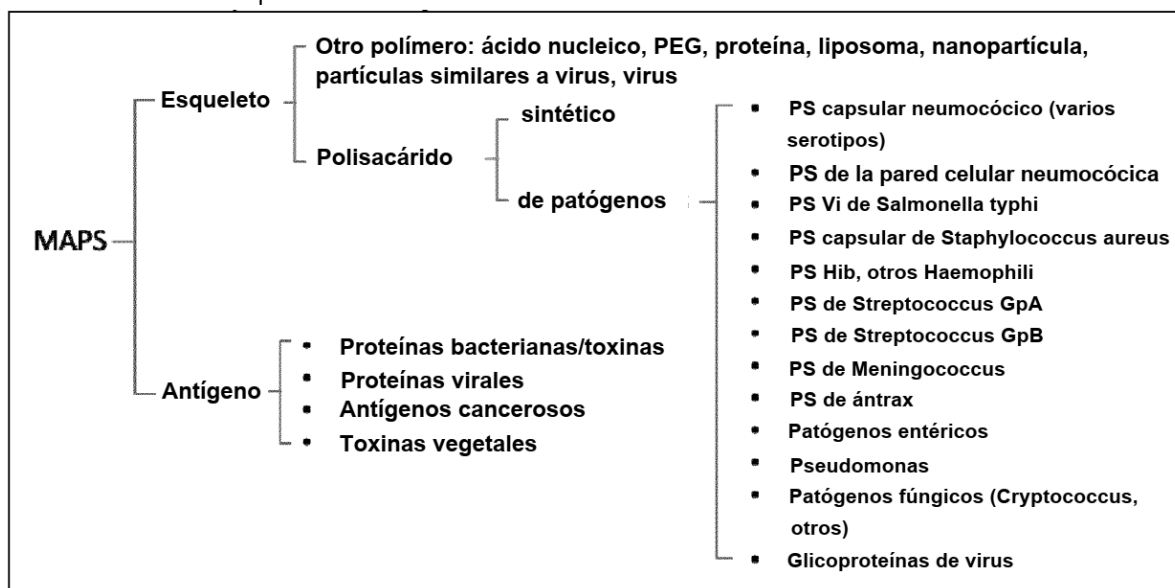 Otro polímero: ácido nucleico, PEG, proteína, liposoma, nanopartícula,
partículas similares a virus, virus
Esqueleto
sintético
Polisacárido
de patógenos
▪ PS capsular neumocócico (varios
serotipos)
▪ PS de la pared celular neumocócica
▪ PS Vi de Salmonella typhi
▪ PS capsular de Staphylococcus aureus
▪ PS Hib, otros Haemophili
▪ PS de Streptococcus GpA
▪ PS de Streptococcus GpB
▪ PS de Meningococcus
▪ PS de ántrax
▪ Patógenos entéricos
▪ Pseudomonas
▪ Patógenos fúngicos (Cryptococcus,
otros)
▪ Glicoproteínas de virus
MAPS
Antígeno
▪ Proteínas bacterianas/toxinas
▪ Proteínas virales
▪ Antígenos cancerosos
▪ Toxinas vegetales